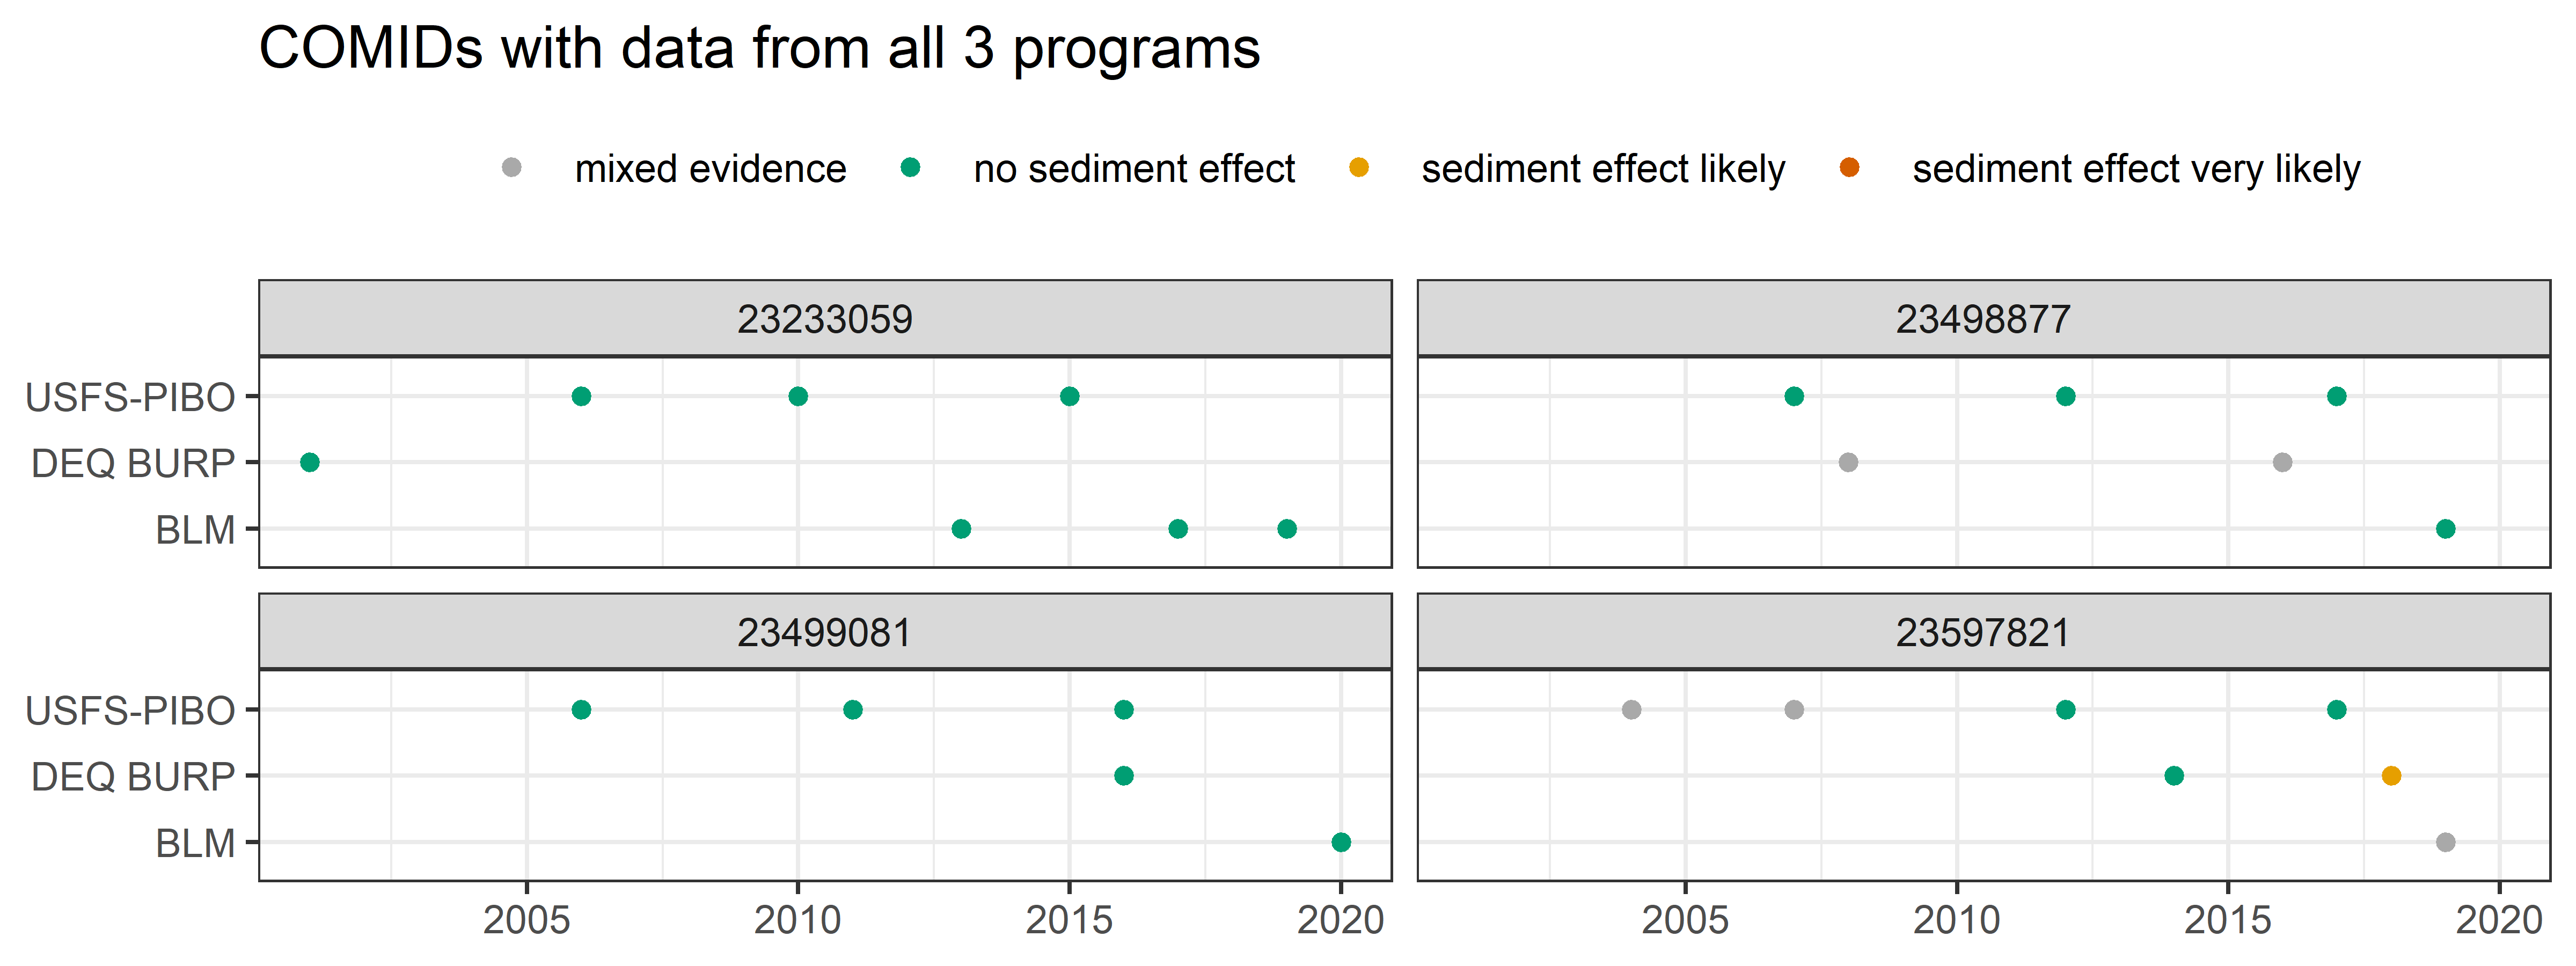 COMIDs with data from all 3 programs
mixed evidence no sediment effect sediment effect likely sediment effect very likely
23233059 23498877
USFS-PIBO
DEQ BURP
BLM
23499081 23597821
USFS-PIBO
DEQ BURP
BLM
2005 2010 2015 2020 2005 2010 2015 2020